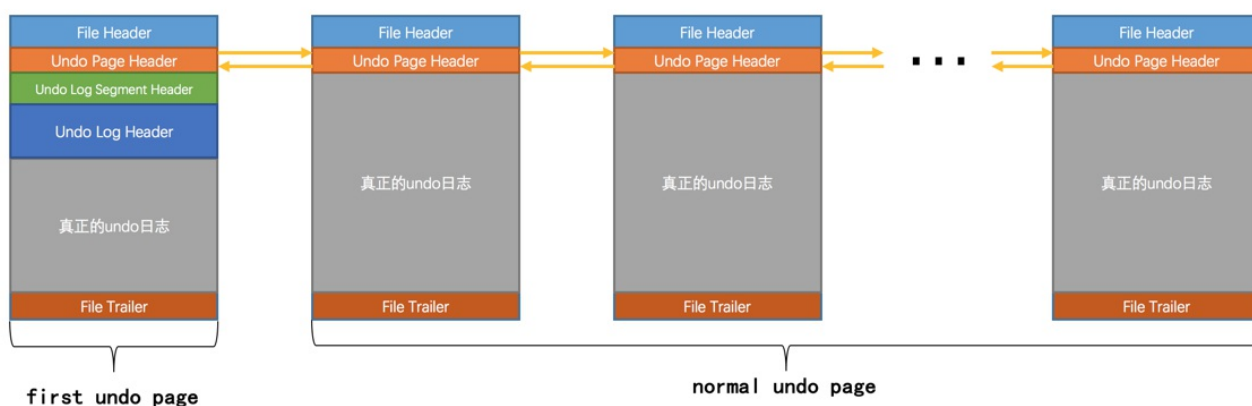 File Header
Undo Page Header
Undo Log Segment Header
Undo Log Header
真正的undo日志
File Trailer
first undo page
File Header
Undo Page Header
真正的undo日志
File Trailer
File Header
Undo Page Header
真正的undo日志
File Trailer
...
File Header
Undo Page Header
真正的undo日志
File Trailer
normal undo page